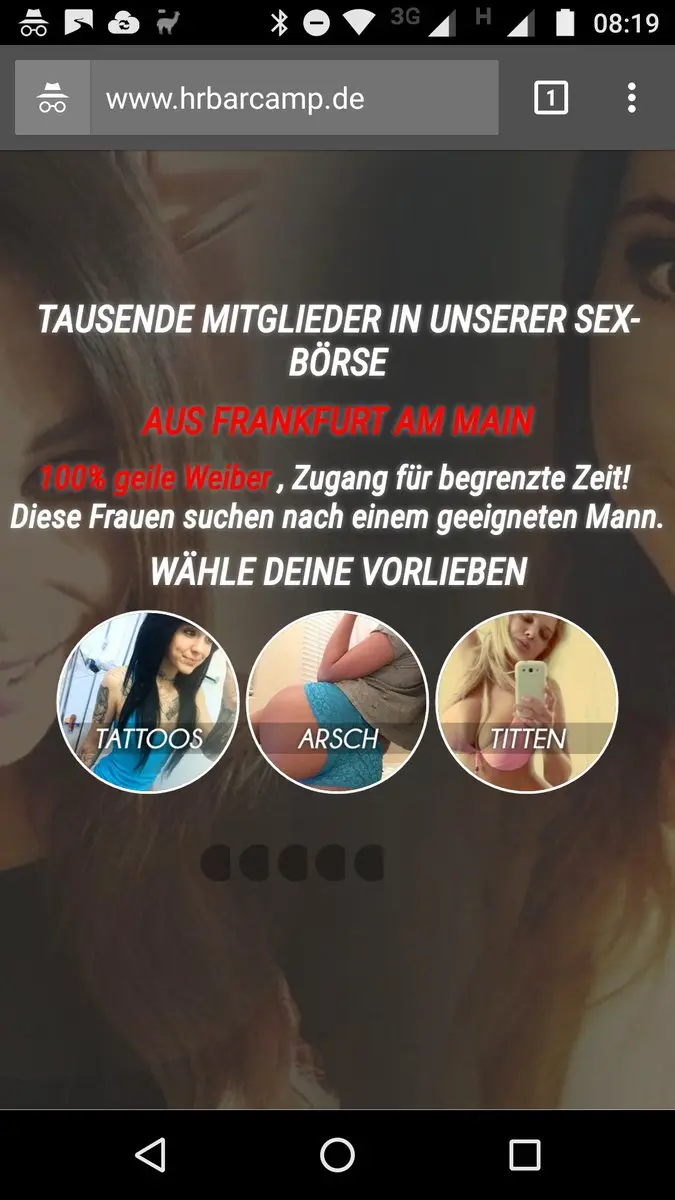 3G H 08:19
www.hrbarcamp.de 1
TAUSENDE MITGLIEDER IN UNSERER SEX-
BÖRSE
AUS FRANKFURT AM MAIN
100% geile Weiber , Zugang für begrenzte Zeit!
Diese Frauen suchen nach einem geeigneten Mann.
WÄHLE DEINE VORLIEBEN
TATTOOS ARSCH TITTEN